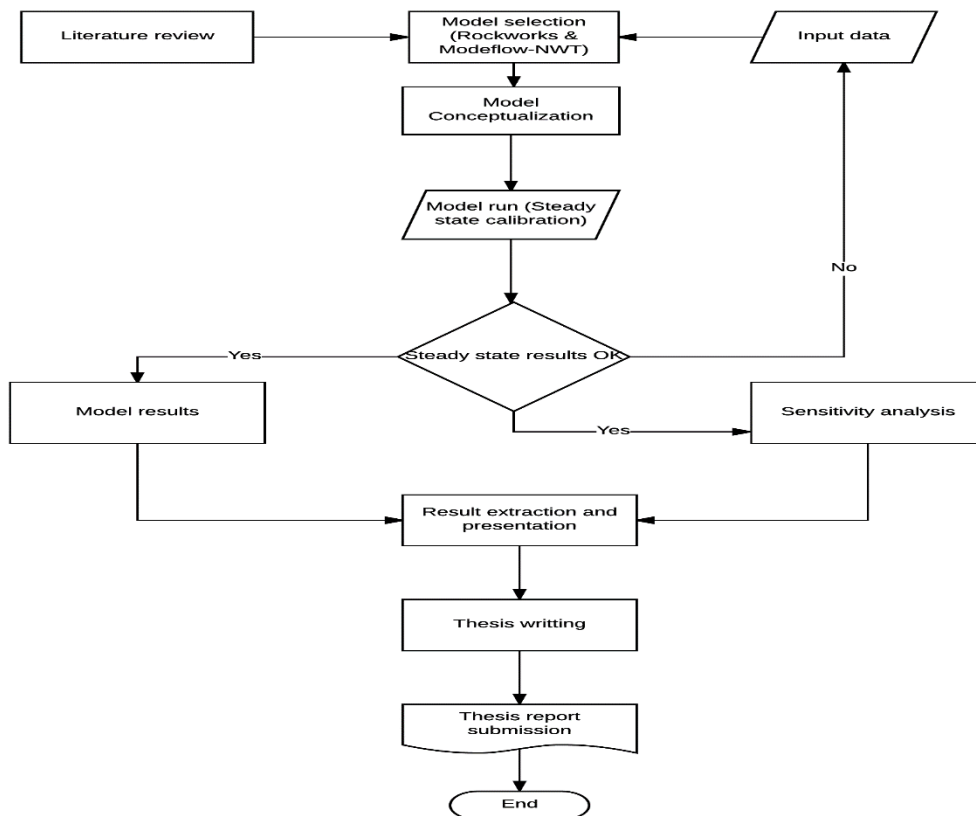 Literature review
Model selection
(Rockworks &
Modeflow-NWT)
Input data
Model
Conceptualization
Model run (Steady
state calibration)
No
Steady state results OK
Yes
Model results
Yes
Sensitivity analysis
Result extraction and
presentation
Thesis writting
Thesis report
submission
End